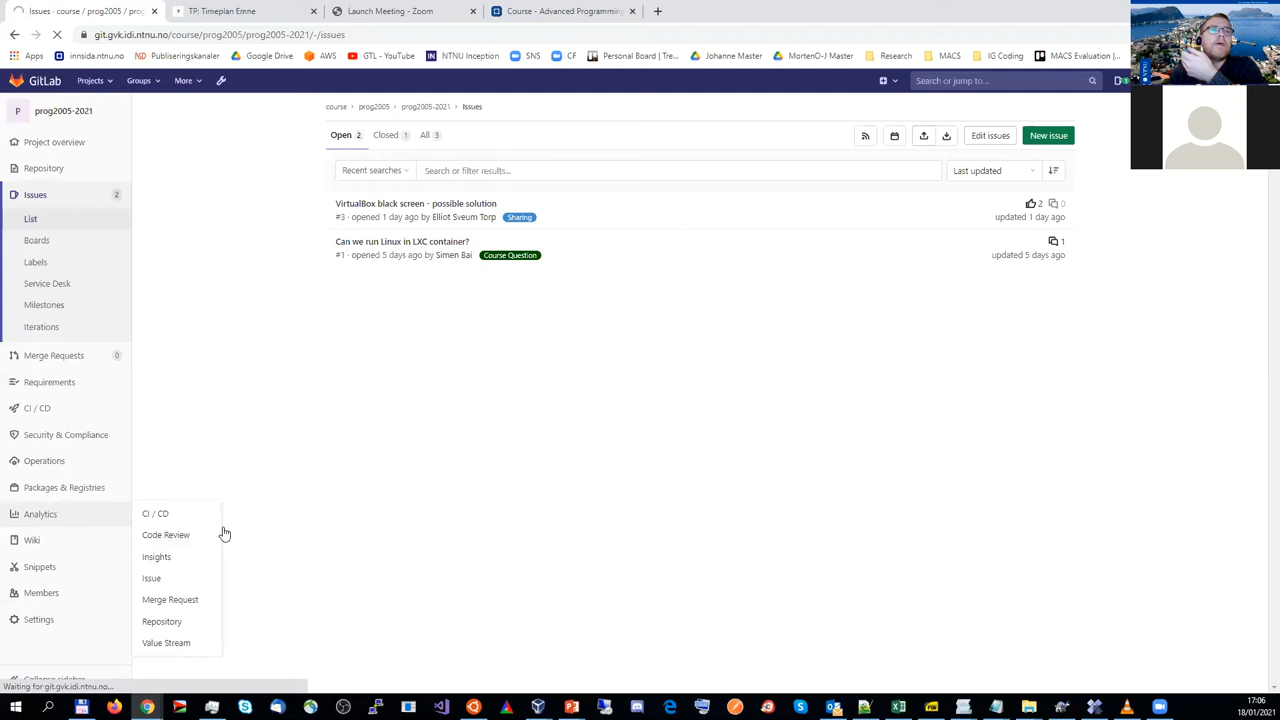 Issues · course / prog2005 / pro
TP: Timeplan Emne
Launch Meeting - Zoom
Course - Advanced Programming
git.gvk.idi.ntnu.no/course/prog2005/prog2005-2021/-/issues
Apps
innsida.ntnu.no
Publiseringskanaler
Google Drive
AWS
GTL - YouTube
NTNU Inception
SNS
CF
Personal Board | Tre...
Johanne Master
MortenO-J Master
Research
MACS
IG Coding
MACS Evaluation |...
GitLab
Projects
Groups
More
Search or jump to...
P prog2005-2021
course > prog2005 > prog2005-2021 > Issues
Open 2
Closed 1
All 3
Edit issues
New issue
Project overview
Repository
Recent searches
Search or filter results...
Last updated
Issues 2
List
Boards
Labels
Service Desk
Milestones
Iterations
VirtualBox black screen - possible solution
2
0
#3 · opened 1 day ago by Elliot Sveum Torp Sharing
updated 1 day ago
Can we run Linux in LXC container?
1
#1 · opened 5 days ago by Simen Bai Course Question
updated 5 days ago
Merge Requests 0
Requirements
CI / CD
Security & Compliance
Operations
Packages & Registries
Analytics
CI / CD
Code Review
Insights
Issue
Merge Request
Repository
Value Stream
Wiki
Snippets
Members
Settings
Collapse sidebar
Waiting for git.gvk.idi.ntnu.no...
17:06
18/01/2021